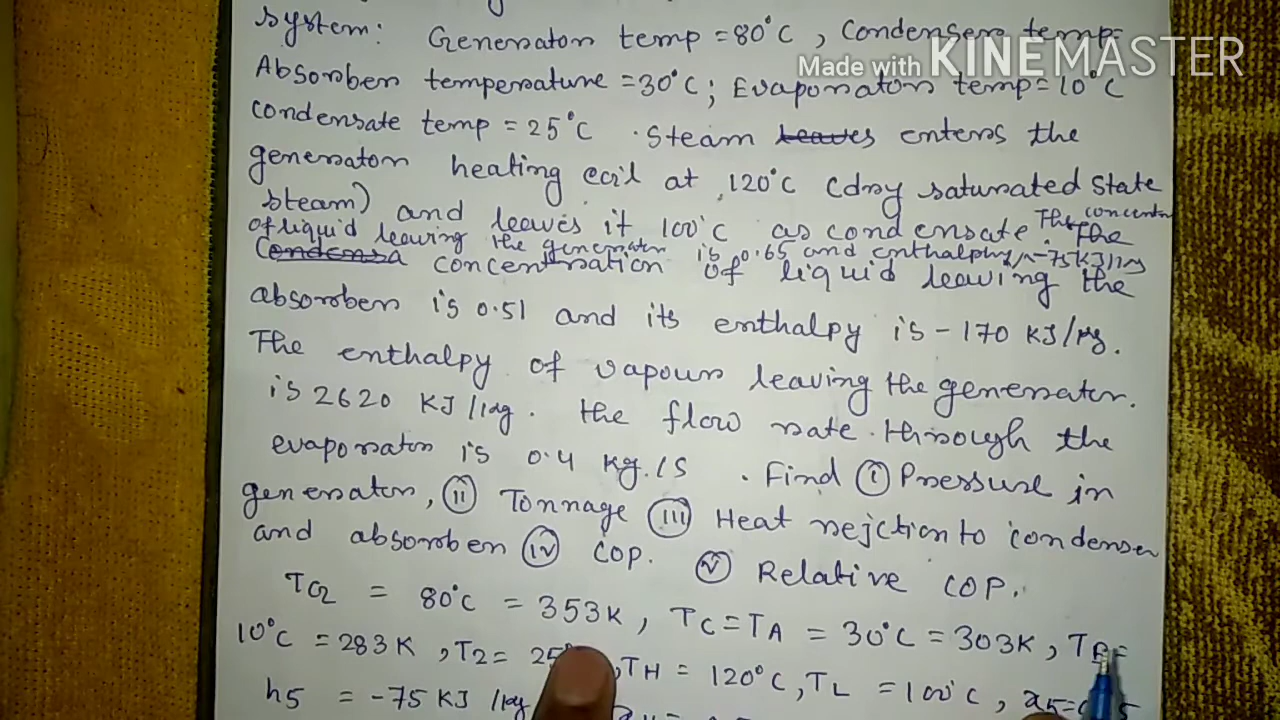 system: Generator temp = 80°C, Condenser temp =
Made with KINEMASTER
Absorber temperature = 30°C; Evaporator temp = 10°C
condensate temp = 25°C. Steam leaves enters the
generator heating coil at 120°C (dry saturated state
steam) and leaves it 100°C as condensate. The
The concentn
of liquid leaving the generator is 0.65 and enthalpy is -75 KJ/kg
Condensa concentration of liquid leaving the
absorber is 0.51 and its enthalpy is -170 KJ/kg.
The enthalpy of vapour leaving the generator.
is 2620 KJ/kg. the flow rate through the
evaporator is 0.4 kg/s. Find (i) Pressure in
generator, (ii) Tonnage (iii) Heat rejction to condenser
and absorber (iv) COP. (v) Relative COP.
TG = 80°C = 353K, TC = TA = 30°C = 303K, TE =
10°C = 283K, T2 = 25°, TH = 120°C, TL = 100°C,
h5 = -75 KJ/kg